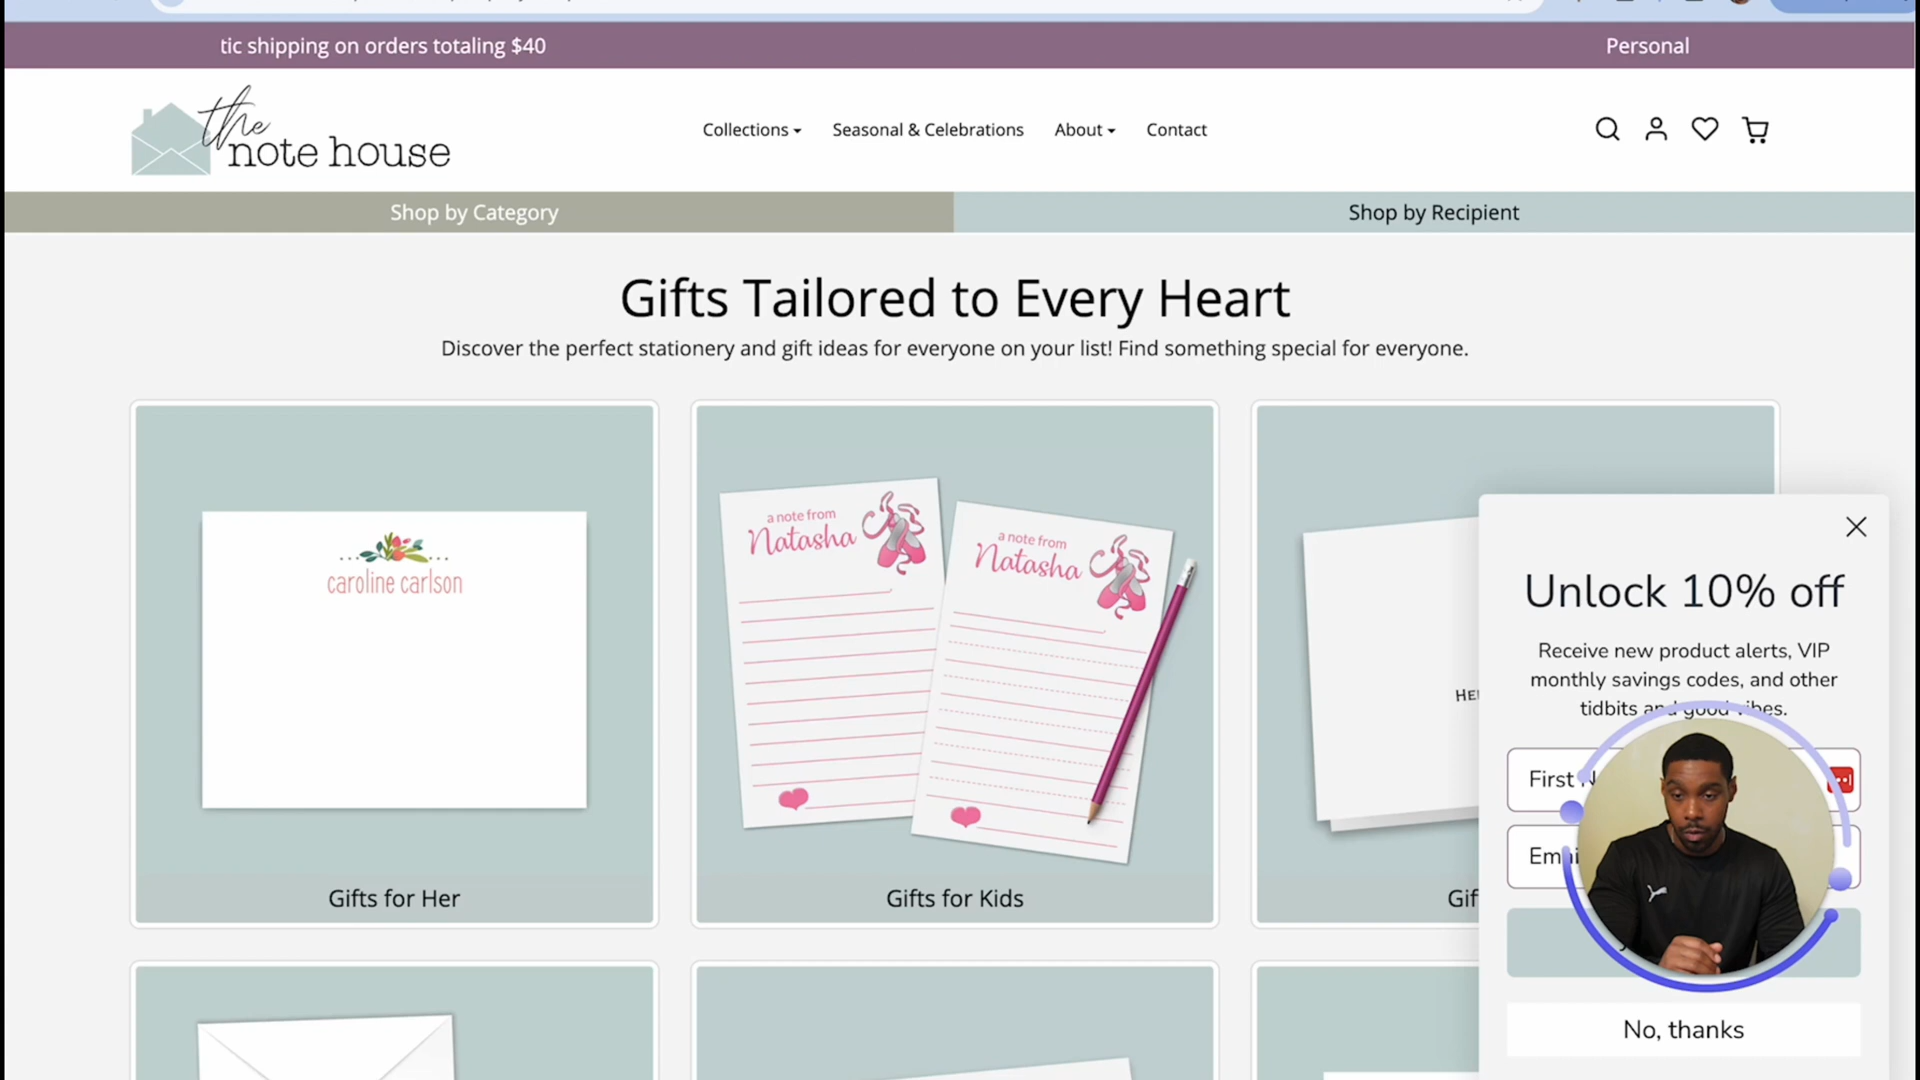 tic shipping on orders totaling $40
Personal
the
note house
Collections
Seasonal & Celebrations
About
Contact
Shop by Category
Shop by Recipient
Gifts Tailored to Every Heart
Discover the perfect stationery and gift ideas for everyone on your list! Find something special for everyone.
caroline carlson
a note from
Natasha
a note from
Natasha
Gifts for Her
Gifts for Kids
Unlock 10% off
Receive new product alerts, VIP
monthly savings codes, and other
tidbits and good vibes.
First
No, thanks